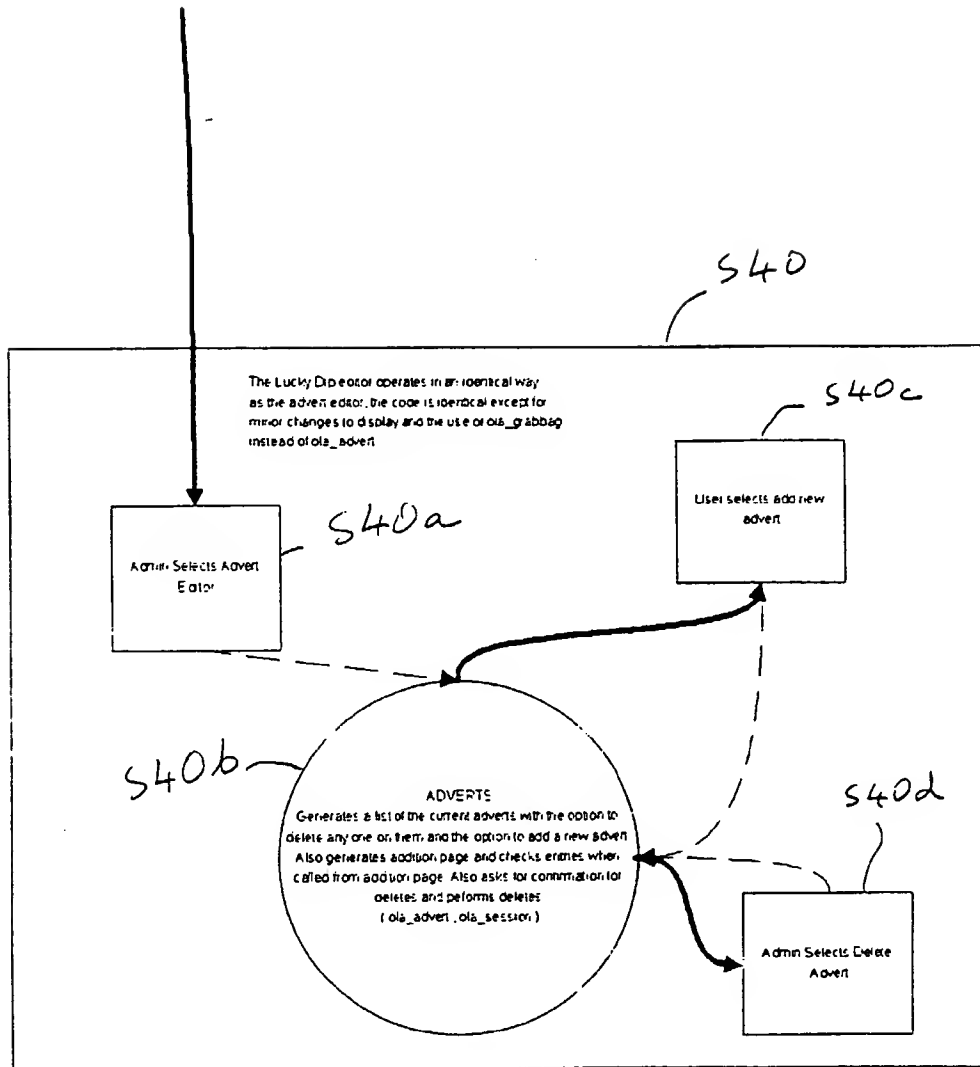 S40
The Lucky Dip editor operates in an identical way
as the advert editor, the code is identical except for
minor changes to display and the use of ola_grabbag
instead of ola_advert
S40c
User selects add new
advert
S40a
Admin Selects Advert
Editor
S40b
ADVERTS
Generates a list of the current adverts with the option to
delete any one on them and the option to add a new advert
Also generates addition page and checks entries when
called from addition page. Also asks for confirmation for
deletes and peforms deletes
( ola_advert , ola_session )
S40d
Admin Selects Delete
Advert